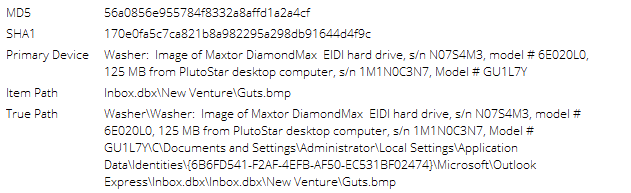 MD5 56a0856e955784f8332a8affd1a2a4cf
SHA1 170e0fa5c7ca821b8a982295a298db91644d4f9c
Primary Device Washer:  Image of Maxtor DiamondMax  EIDI hard drive, s/n N07S4M3, model # 6E020L0,
125 MB from PlutoStar desktop computer, s/n 1M1N0C3N7, Model # GU1L7Y
Item Path Inbox.dbx\New Venture\Guts.bmp
True Path Washer\Washer:  Image of Maxtor DiamondMax  EIDI hard drive, s/n N07S4M3, model #
6E020L0, 125 MB from PlutoStar desktop computer, s/n 1M1N0C3N7, Model #
GU1L7Y\C\Documents and Settings\Administrator\Local Settings\Application
Data\Identities\{6B6FD541-F2AF-4EFB-AF50-EC531BF02474}\Microsoft\Outlook
Express\Inbox.dbx\Inbox.dbx\New Venture\Guts.bmp